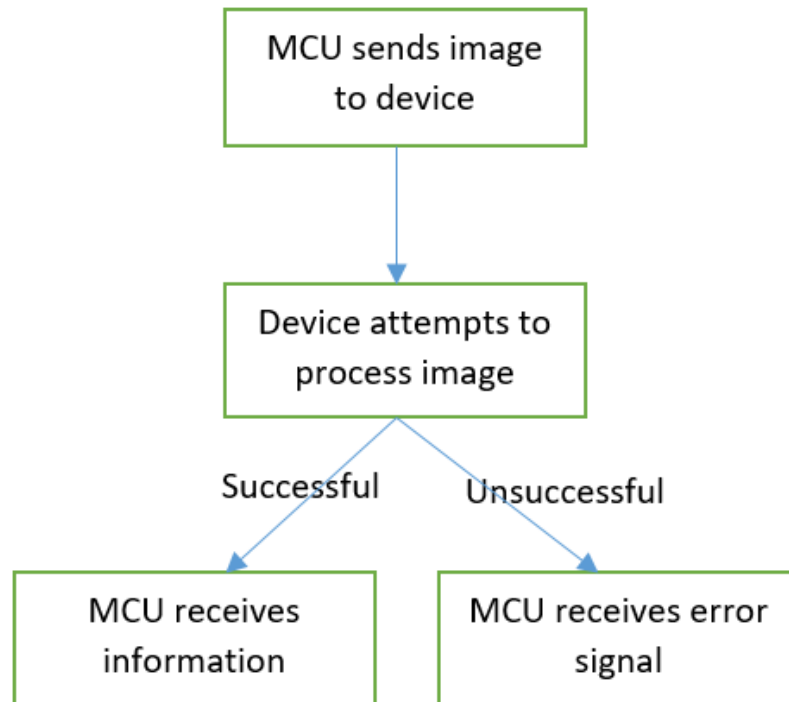 MCU sends image
to device
Device attempts to
process image
Successful
Unsuccessful
MCU receives
information
MCU receives error
signal